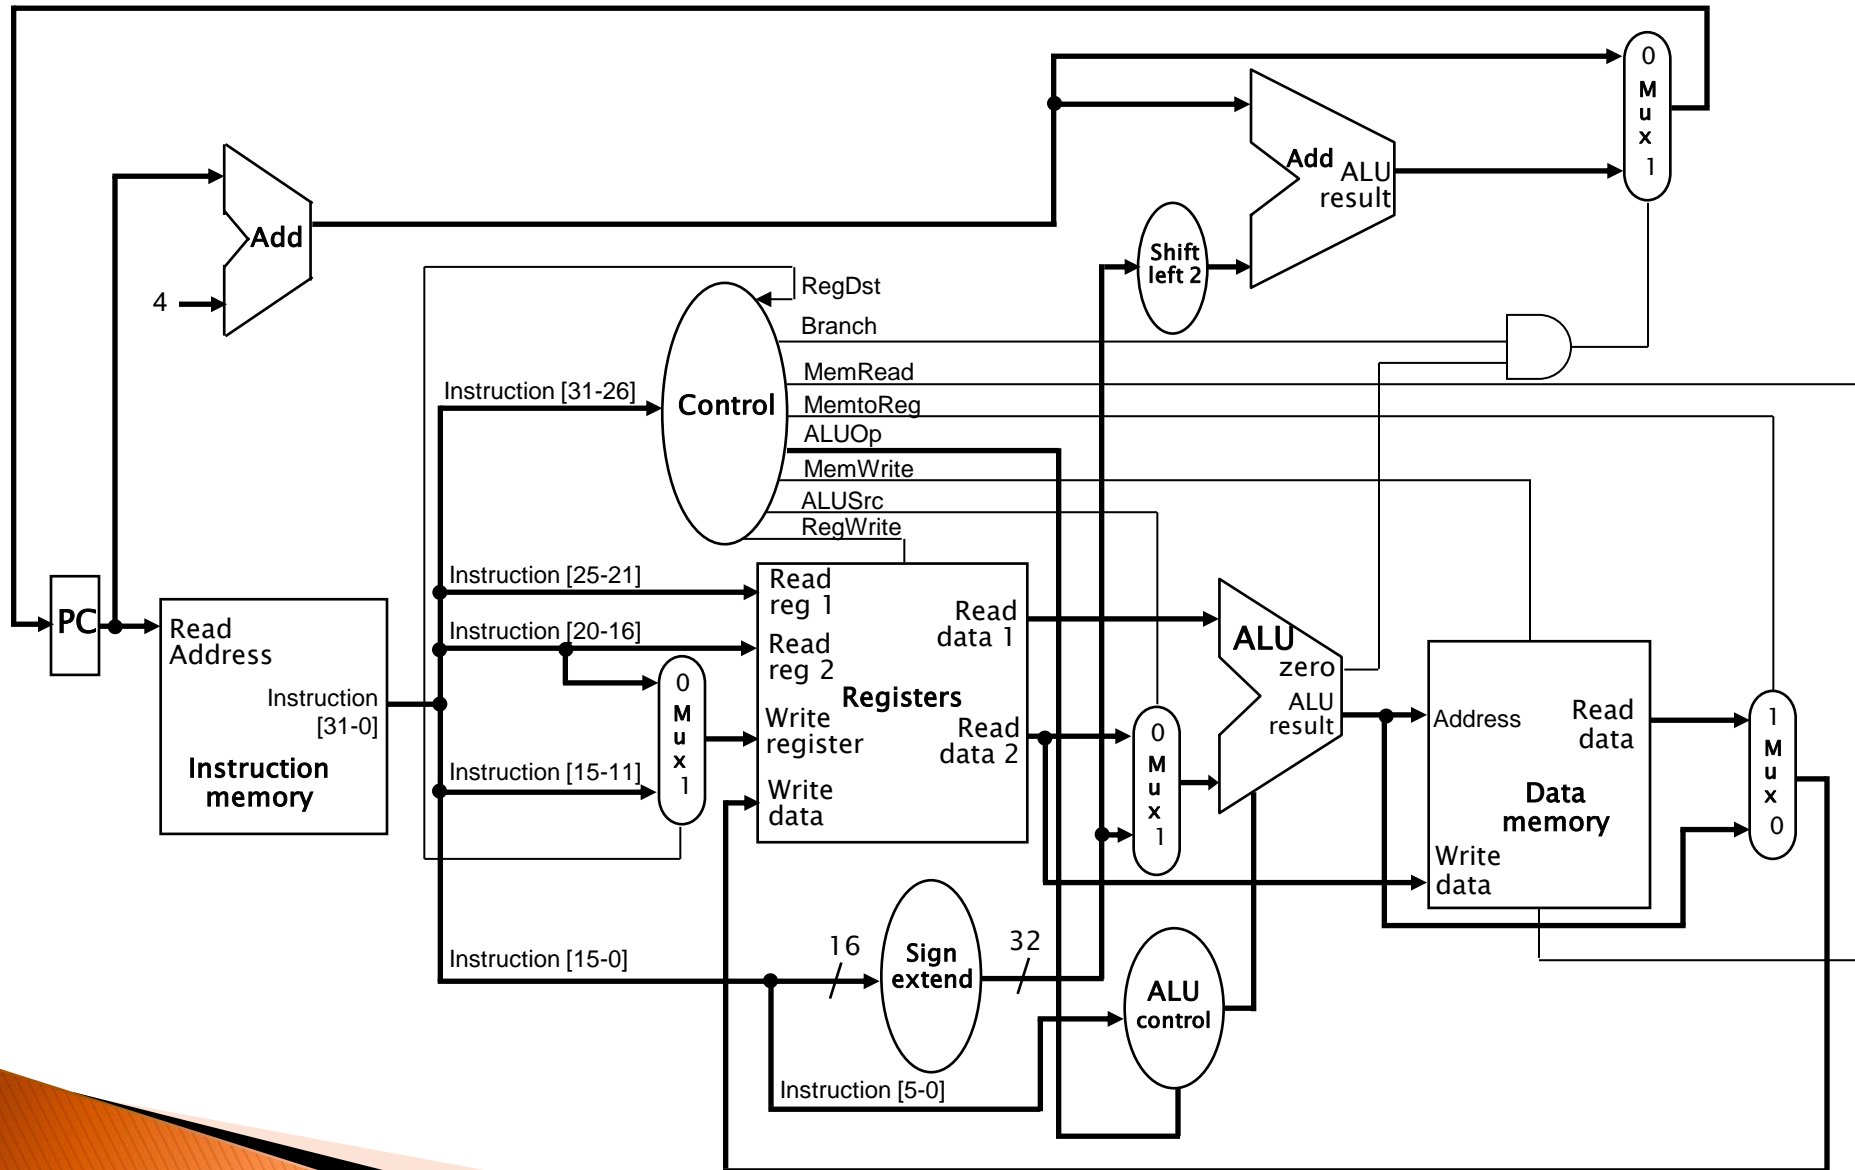 0
M
u
x
1
Add
ALU
result
Add
4
Shift
left 2
RegDst
Branch
MemRead
MemtoReg
ALUOp
MemWrite
ALUSrc
RegWrite
Control
Instruction [31-26]
Instruction [25-21]
Instruction [20-16]
Instruction [15-11]
Instruction [15-0]
Instruction [5-0]
PC
Read
Address
Instruction
[31-0]
Instruction
memory
0
M
u
x
1
Read
reg 1
Read
reg 2
Write
register
Write
data
Registers
Read
data 1
Read
data 2
0
M
u
x
1
ALU
zero
ALU
result
Address
Read
data
Data
memory
Write
data
1
M
u
x
0
16
Sign
extend
32
ALU
control